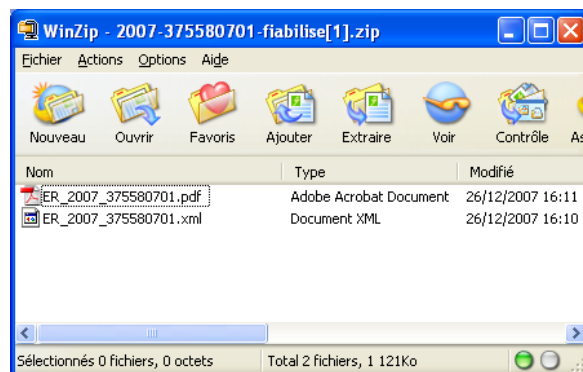 WinZip - 2007-375580701-fiabilise[1].zip
Fichier Actions Options Aide
Nouveau Ouvrir Favoris Ajouter Extraire Voir Contrôle As
Nom Type Modifié
ER_2007_375580701.pdf Adobe Acrobat Document 26/12/2007 16:11
ER_2007_375580701.xml Document XML 26/12/2007 16:10
Sélectionnés 0 fichiers, 0 octets Total 2 fichiers, 1 121Ko